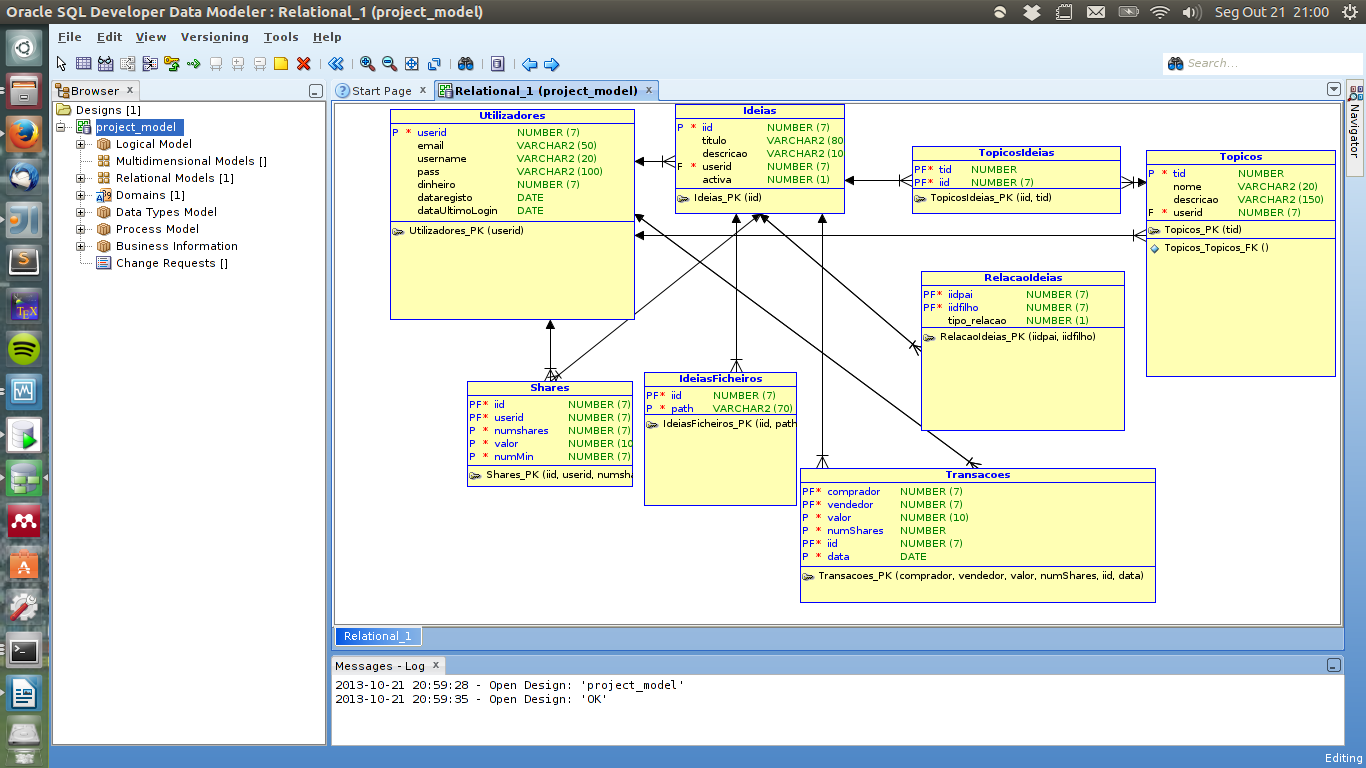 Oracle SQL Developer Data Modeler : Relational_1 (project_model)
Seg Out 21 21:00
File Edit View Versioning Tools Help
Search...
Browser x
Start Page x
Relational_1 (project_model) x
Navigator
Designs [1]
project_model
Logical Model
Multidimensional Models []
Relational Models [1]
Domains [1]
Data Types Model
Process Model
Business Information
Change Requests []
Utilizadores
P * userid NUMBER (7)
email VARCHAR2 (50)
username VARCHAR2 (20)
pass VARCHAR2 (100)
dinheiro NUMBER (7)
dataregisto DATE
dataUltimoLogin DATE
Utilizadores_PK (userid)
Ideias
P * iid NUMBER (7)
titulo VARCHAR2 (80
descricao VARCHAR2 (10
F * userid NUMBER (7)
activa NUMBER (1)
Ideias_PK (iid)
TopicosIdeias
PF* tid NUMBER
PF* iid NUMBER (7)
TopicosIdeias_PK (iid, tid)
Topicos
P * tid NUMBER
nome VARCHAR2 (20)
descricao VARCHAR2 (150)
F * userid NUMBER (7)
Topicos_PK (tid)
Topicos_Topicos_FK ()
RelacaoIdeias
PF* iidpai NUMBER (7)
PF* iidfilho NUMBER (7)
tipo_relacao NUMBER (1)
RelacaoIdeias_PK (iidpai, iidfilho)
Shares
PF* iid NUMBER (7)
PF* userid NUMBER (7)
P * numshares NUMBER (7)
P * valor NUMBER (10
P * numMin NUMBER (7)
Shares_PK (iid, userid, numsh
IdeiasFicheiros
PF* iid NUMBER (7)
P * path VARCHAR2 (70)
IdeiasFicheiros_PK (iid, path
Transacoes
PF* comprador NUMBER (7)
PF* vendedor NUMBER (7)
P * valor NUMBER (10)
P * numShares NUMBER
PF* iid NUMBER (7)
P * data DATE
Transacoes_PK (comprador, vendedor, valor, numShares, iid, data)
Relational_1
Messages - Log x
2013-10-21 20:59:28 - Open Design: 'project_model'
2013-10-21 20:59:35 - Open Design: 'OK'
Editing